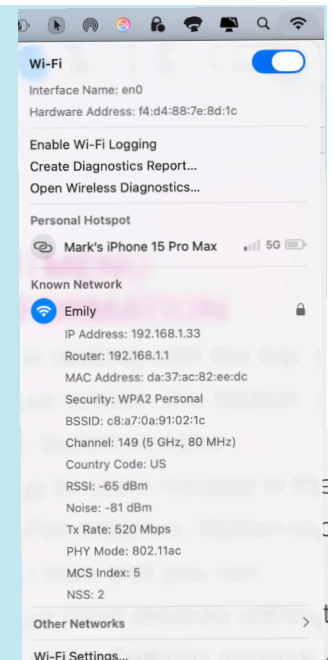 Wi-Fi
Interface Name: en0
Hardware Address: f4:d4:88:7e:8d:1c
Enable Wi-Fi Logging
Create Diagnostics Report...
Open Wireless Diagnostics...
Personal Hotspot
Mark's iPhone 15 Pro Max 5G
Known Network
Emily
IP Address: 192.168.1.33
Router: 192.168.1.1
MAC Address: da:37:ac:82:ee:dc
Security: WPA2 Personal
BSSID: c8:a7:0a:91:02:1c
Channel: 149 (5 GHz, 80 MHz)
Country Code: US
RSSI: -65 dBm
Noise: -81 dBm
Tx Rate: 520 Mbps
PHY Mode: 802.11ac
MCS Index: 5
NSS: 2
Other Networks
Wi-Fi Settings...